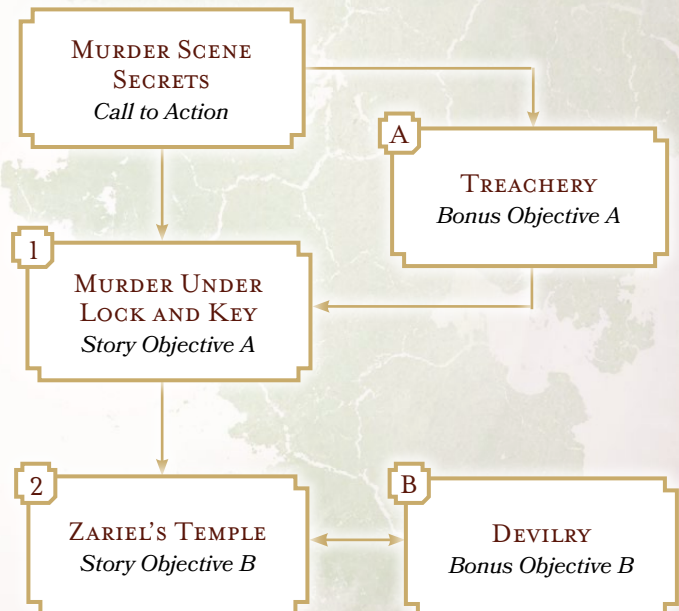 Murder Scene
Secrets
Call to Action
A
Treachery
Bonus Objective A
1
Murder Under
Lock and Key
Story Objective A
2
Zariel's Temple
Story Objective B
B
Devilry
Bonus Objective B